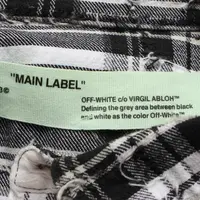 "MAIN LABEL"
OFF-WHITE c/o VIRGIL ABLOH™
Defining the grey area between black
and white as the color Off-White™